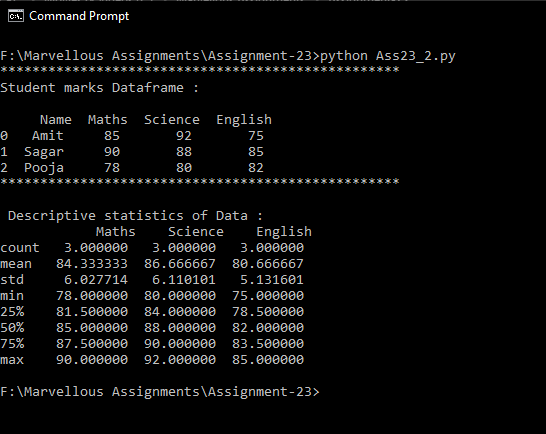 Command Prompt
F:\Marvellous Assignments\Assignment-23>python Ass23_2.py
**************************************************
Student marks Dataframe :
    Name  Maths  Science  English
0   Amit     85       92       75
1  Sagar     90       88       85
2  Pooja     78       80       82
**************************************************
 Descriptive statistics of Data :
           Maths    Science    English
count   3.000000   3.000000   3.000000
mean   84.333333  86.666667  80.666667
std     6.027714   6.110101   5.131601
min    78.000000  80.000000  75.000000
25%    81.500000  84.000000  78.500000
50%    85.000000  88.000000  82.000000
75%    87.500000  90.000000  83.500000
max    90.000000  92.000000  85.000000
F:\Marvellous Assignments\Assignment-23>